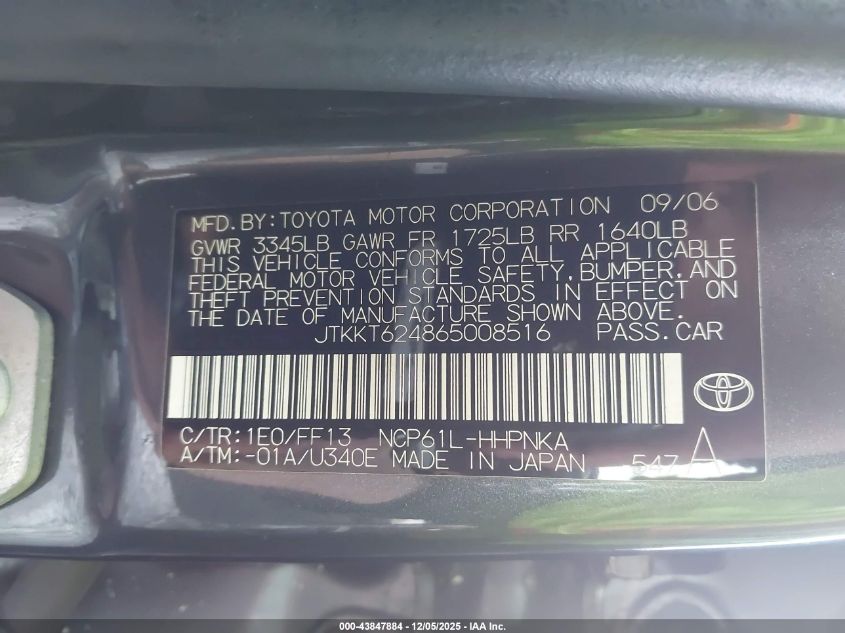 MFD.BY:TOYOTA MOTOR CORPORATION 09/06
GVWR 3345LB GAWR FR 1725LB RR 1640LB
THIS VEHICLE CONFORMS TO ALL APPLICABLE
FEDERAL MOTOR VEHICLE SAFETY, BUMPER, AND
THEFT PREVENTION STANDARDS IN EFFECT ON
THE DATE OF MANUFACTURE SHOWN ABOVE.
JTKKT624865008516 PASS.CAR
C/TR:1E0/FF13 NCP61L-HHPNKA
A/TM:-01A/U340E MADE IN JAPAN 547 A
000-43847884 | 12/05/2025 - IAA Inc.